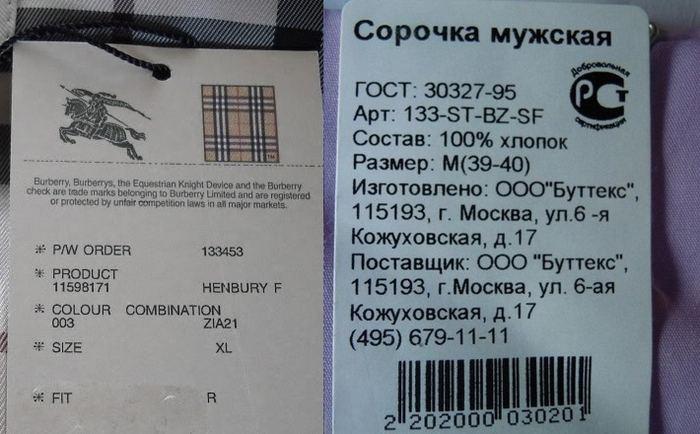 Burberry, Burberrys, the Equestrian Knight Device and the Burberry
check are trade marks belonging to Burberry Limited and are registered
or protected by unfair competition laws in all major markets.
P/W ORDER 133453
PRODUCT
11598171 HENBURY F
COLOUR COMBINATION
003 ZIA21
SIZE XL
FIT R
Сорочка мужская
ГОСТ: 30327-95
Арт: 133-ST-BZ-SF
Состав: 100% хлопок
Размер: М(39-40)
Изготовлено: ООО"Буттекс",
115193, г. Москва, ул.6 -я
Кожуховская, д.17
Поставщик: ООО "Буттекс",
115193, г.Москва, ул. 6-ая
Кожуховская, д.17
(495) 679-11-11
2 202000 030201
Добровольная
РСТ
сертификация
TM